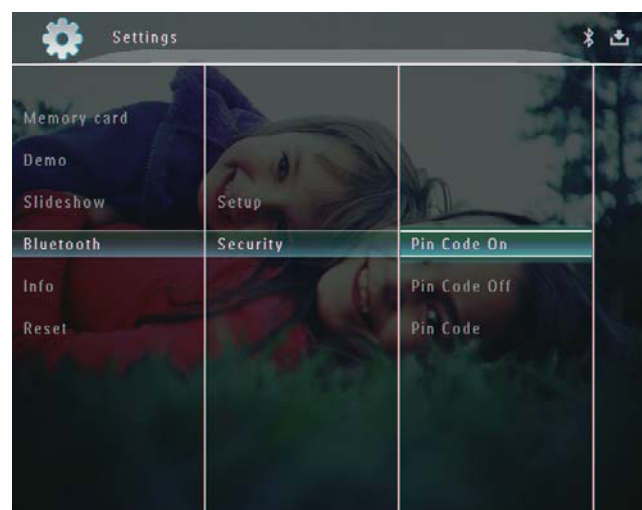 Settings
Memory card
Demo
Slideshow
Bluetooth
Info
Reset
Setup
Security
Pin Code On
Pin Code Off
Pin Code